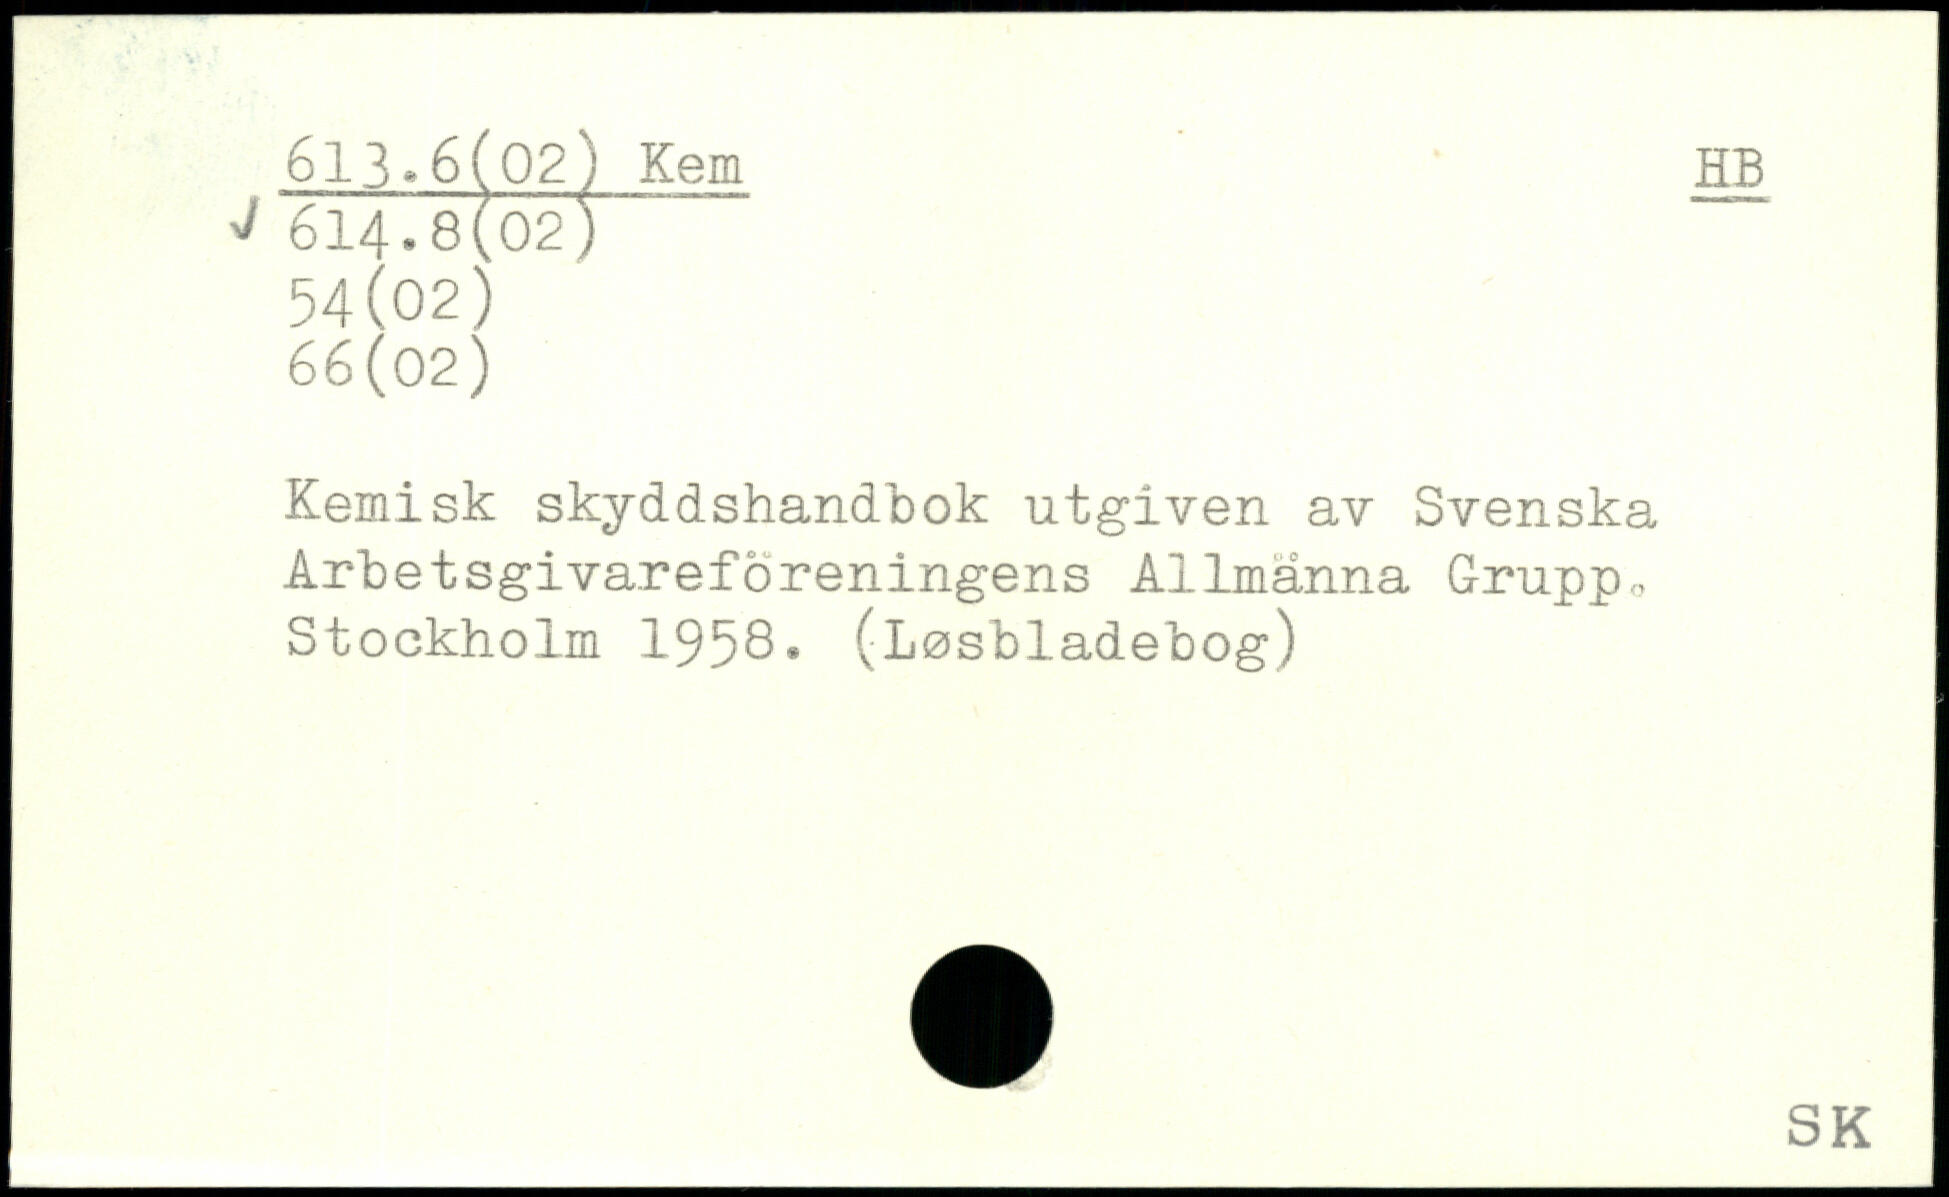 613.6(02) Kem HB
✓ 614.8(02)
54(02)
66(02)
Kemisk skyddshandbok utgiven av Svenska
Arbetsgivareföreningens Allmänna Grupp.
Stockholm 1958. (Løsbladebog)
SK